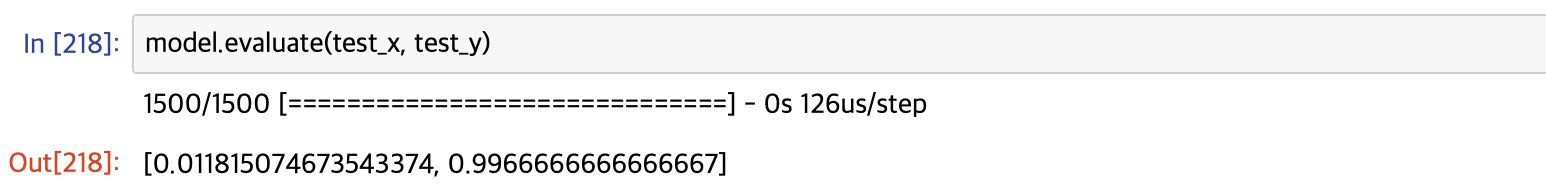 In [218]: model.evaluate(test_x, test_y)
1500/1500 [==============================] - 0s 126us/step
Out[218]: [0.011815074673543374, 0.9966666666666667]